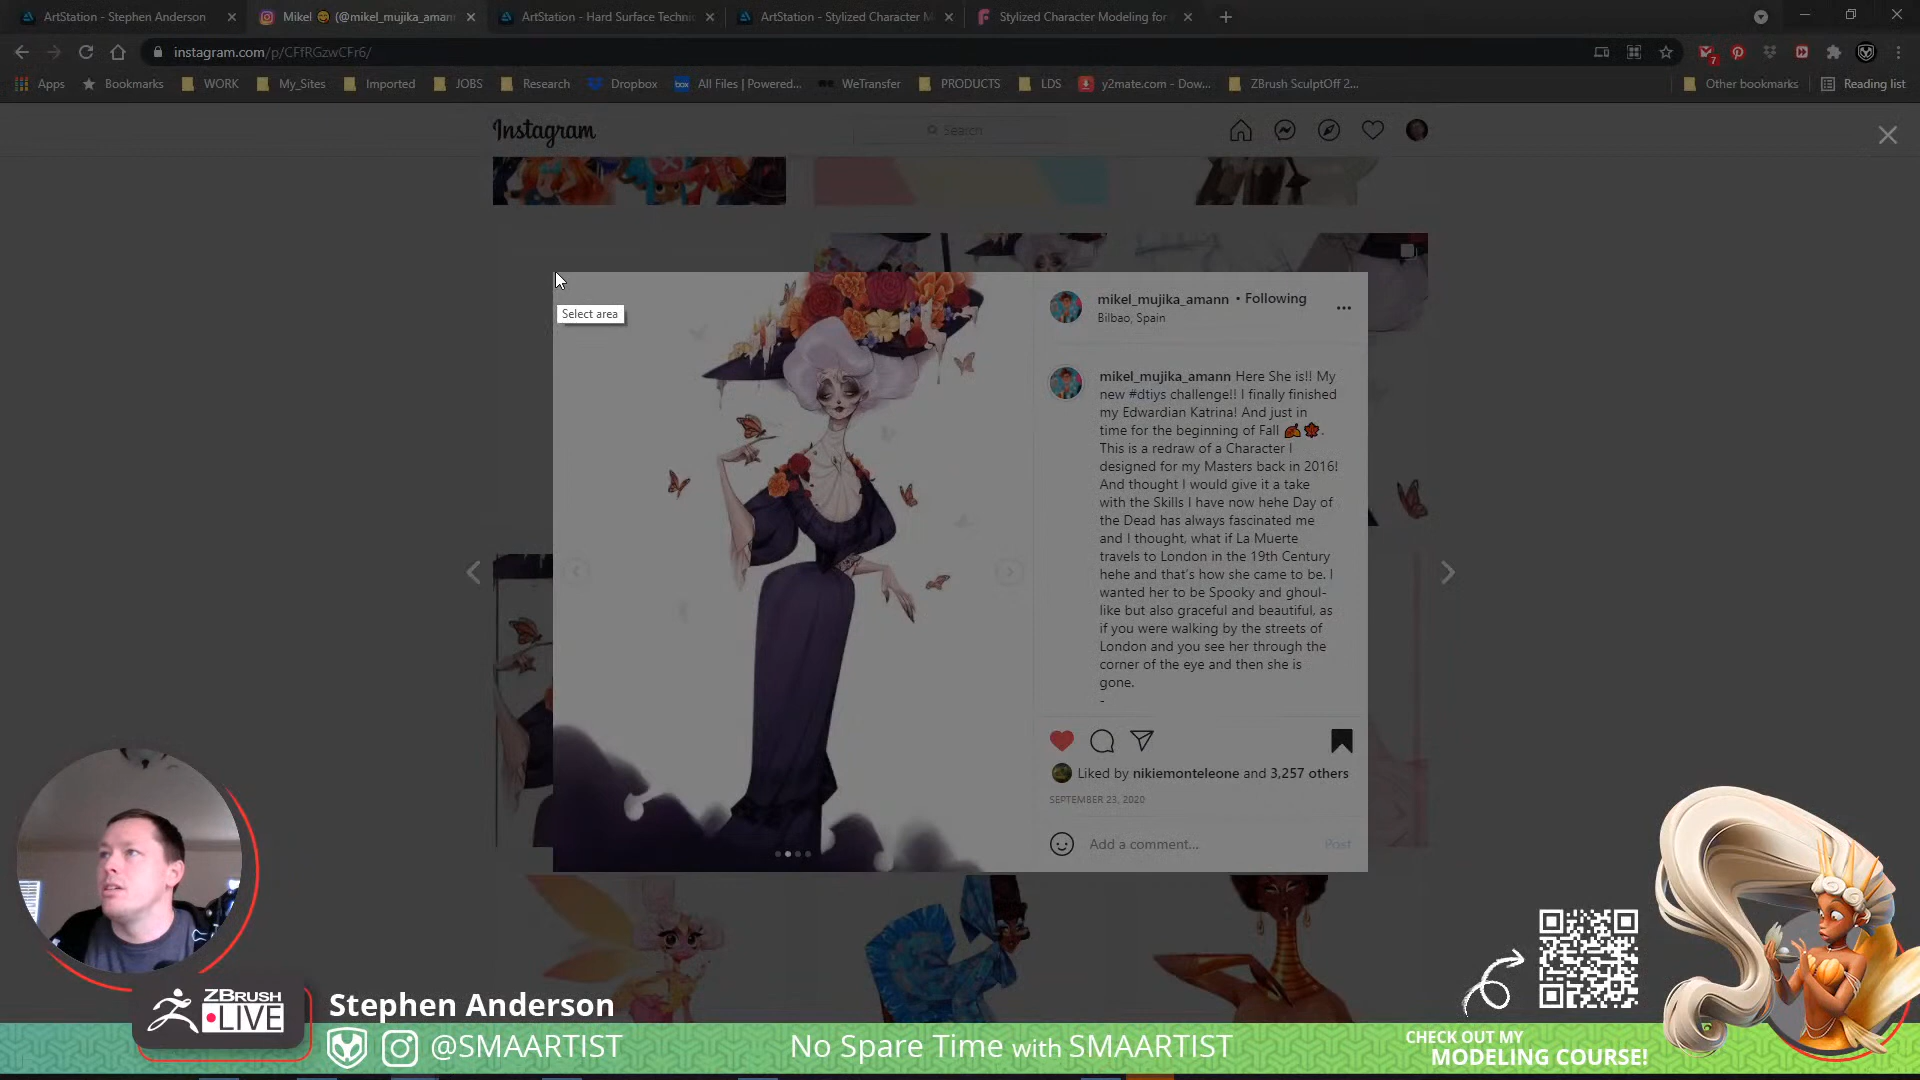 ArtStation - Stephen Anderson
Mikel 😊 (@mikel_mujika_aman
ArtStation - Hard Surface Techni
ArtStation - Stylized Character M
Stylized Character Modeling for
instagram.com/p/CFfRGzwCFr6/
7
Apps
Bookmarks
WORK
My_Sites
Imported
JOBS
Research
Dropbox
box
All Files | Powered...
WeTransfer
PRODUCTS
LDS
y2mate.com - Dow...
ZBrush SculptOff 2...
Other bookmarks
Reading list
Instagram
Search
Select area
mikel_mujika_amann • Following
Bilbao, Spain
mikel_mujika_amann Here She is!! My
new #dtiys challenge!! I finally finished
my Edwardian Katrina! And just in
time for the beginning of Fall 🍂🍁.
This is a redraw of a Character I
designed for my Masters back in 2016!
And thought I would give it a take
with the Skills I have now hehe Day of
the Dead has always fascinated me
and I thought, what if La Muerte
travels to London in the 19th Century
hehe and that's how she came to be. I
wanted her to be Spooky and ghoul-
like but also graceful and beautiful, as
if you were walking by the streets of
London and you see her through the
corner of the eye and then she is
gone.
-
Liked by nikiemonteleone and 3,257 others
SEPTEMBER 23, 2020
Add a comment...
Post
ZBRUSH
LIVE
Stephen Anderson
@SMAARTIST
No Spare Time with SMAARTIST
CHECK OUT MY
MODELING COURSE!